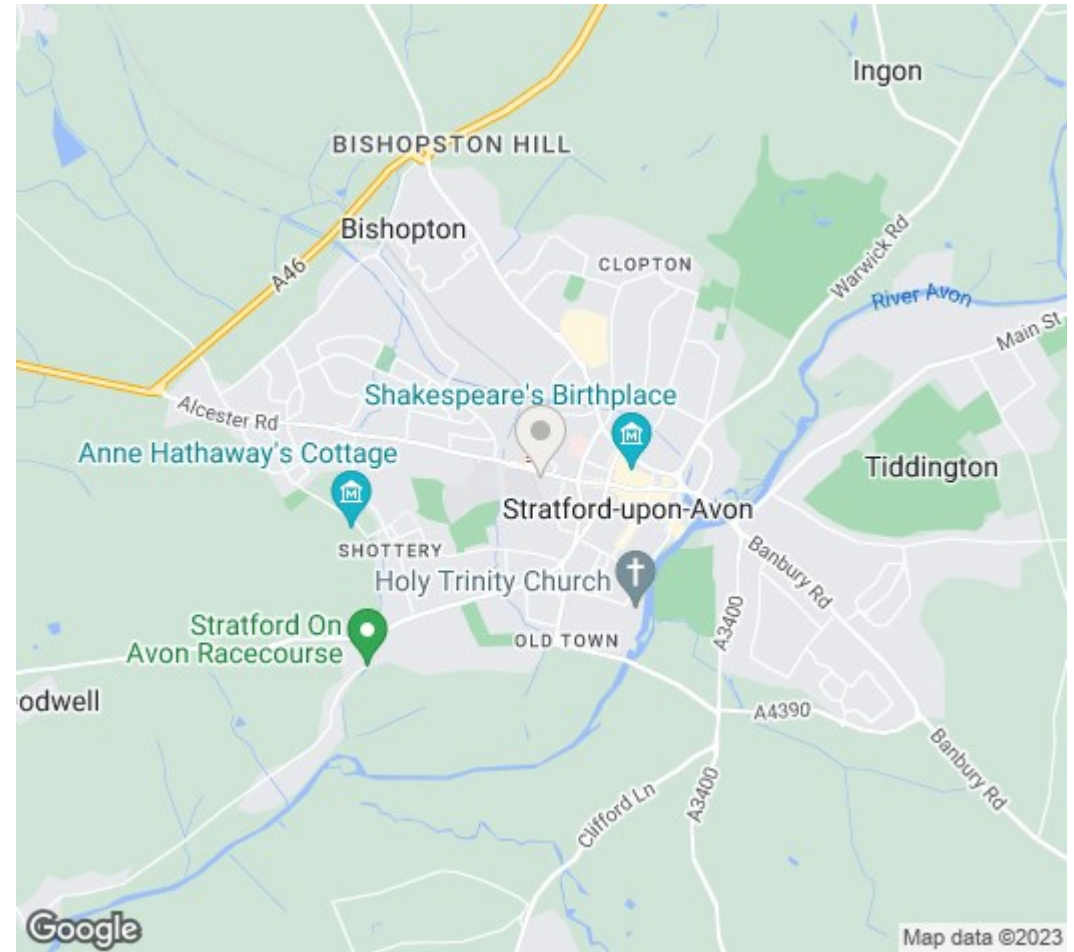 Ingon
BISHOPSTON HILL
Bishopton
CLOPTON
Warwick Rd
A46
River Avon
Main St
Shakespeare's Birthplace
Alcester Rd
Anne Hathaway's Cottage
Tiddington
Stratford-upon-Avon
SHOTTERY
Banbury Rd
Holy Trinity Church
Stratford On
Avon Racecourse
OLD TOWN
A3400
odwell
A4390
Banbury Rd
A3400
Clifford Ln
Google
Map data ©2023